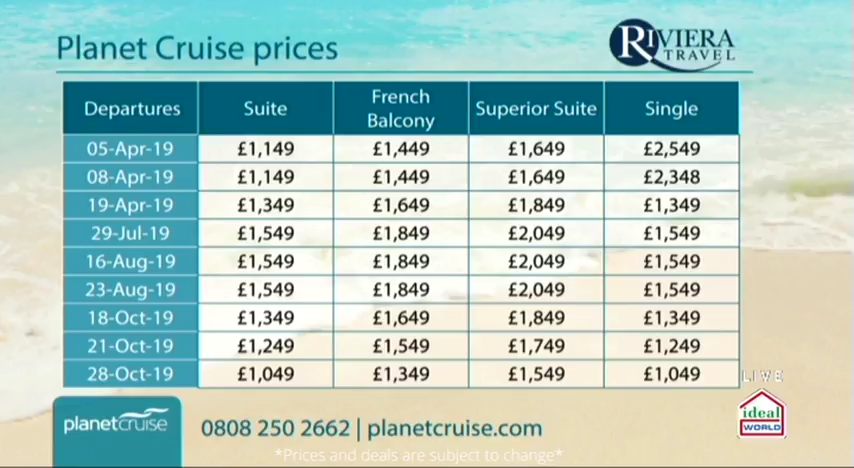 Planet Cruise prices
RIVIERA
TRAVEL
Departures Suite French Balcony Superior Suite Single
05-Apr-19 £1,149 £1,449 £1,649 £2,549
08-Apr-19 £1,149 £1,449 £1,649 £2,348
19-Apr-19 £1,349 £1,649 £1,849 £1,349
29-Jul-19 £1,549 £1,849 £2,049 £1,549
16-Aug-19 £1,549 £1,849 £2,049 £1,549
23-Aug-19 £1,549 £1,849 £2,049 £1,549
18-Oct-19 £1,349 £1,649 £1,849 £1,349
21-Oct-19 £1,249 £1,549 £1,749 £1,249
28-Oct-19 £1,049 £1,349 £1,549 £1,049
LIVE
ideal
WORLD
planetcruise
0808 250 2662 | planetcruise.com
*Prices and deals are subject to change*